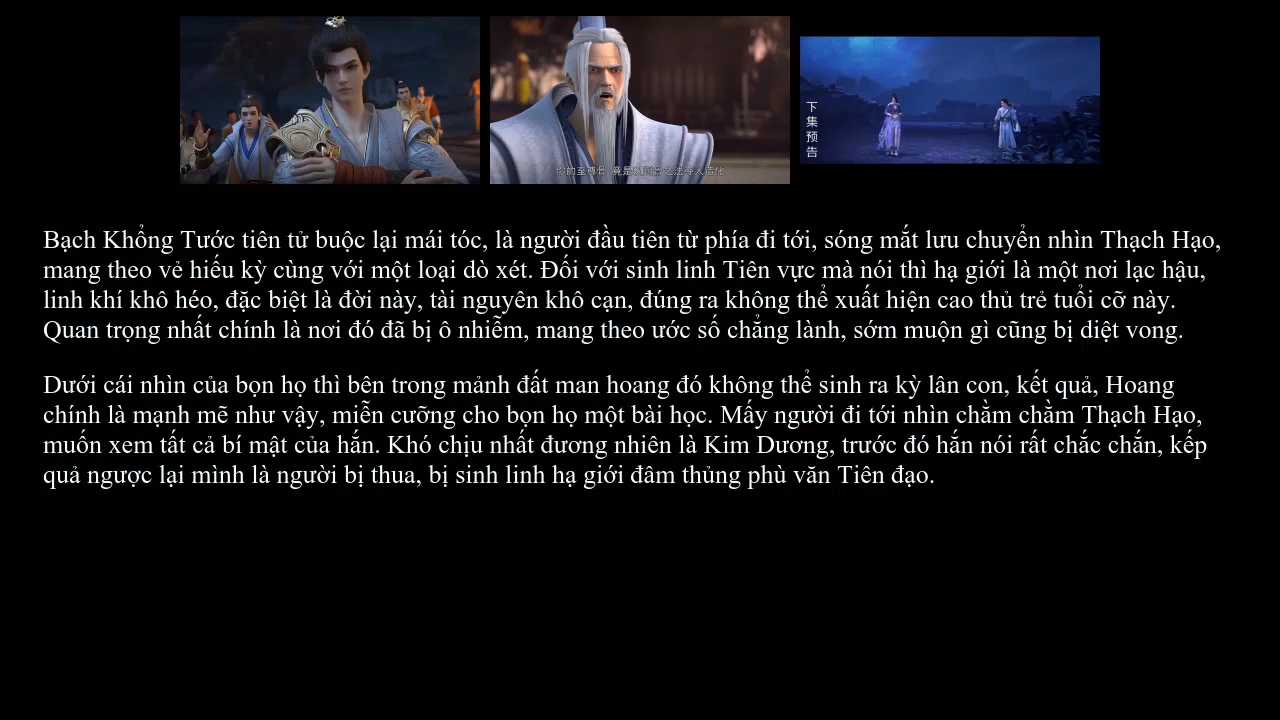 下集预告
Bạch Khổng Tước tiên tử buộc lại mái tóc, là người đầu tiên từ phía đi tới, sóng mắt lưu chuyển nhìn Thạch Hạo,
mang theo vẻ hiếu kỳ cùng với một loại dò xét. Đối với sinh linh Tiên vực mà nói thì hạ giới là một nơi lạc hậu,
linh khí khô héo, đặc biệt là đời này, tài nguyên khô cạn, đúng ra không thể xuất hiện cao thủ trẻ tuổi cỡ này.
Quan trọng nhất chính là nơi đó đã bị ô nhiễm, mang theo ước số chẳng lành, sớm muộn gì cũng bị diệt vong.
Dưới cái nhìn của bọn họ thì bên trong mảnh đất man hoang đó không thể sinh ra kỳ lân con, kết quả, Hoang
chính là mạnh mẽ như vậy, miễn cưỡng cho bọn họ một bài học. Mấy người đi tới nhìn chằm chằm Thạch Hạo,
muốn xem tất cả bí mật của hắn. Khó chịu nhất đương nhiên là Kim Dương, trước đó hắn nói rất chắc chắn, kếp
quả ngược lại mình là người bị thua, bị sinh linh hạ giới đâm thủng phù văn Tiên đạo.